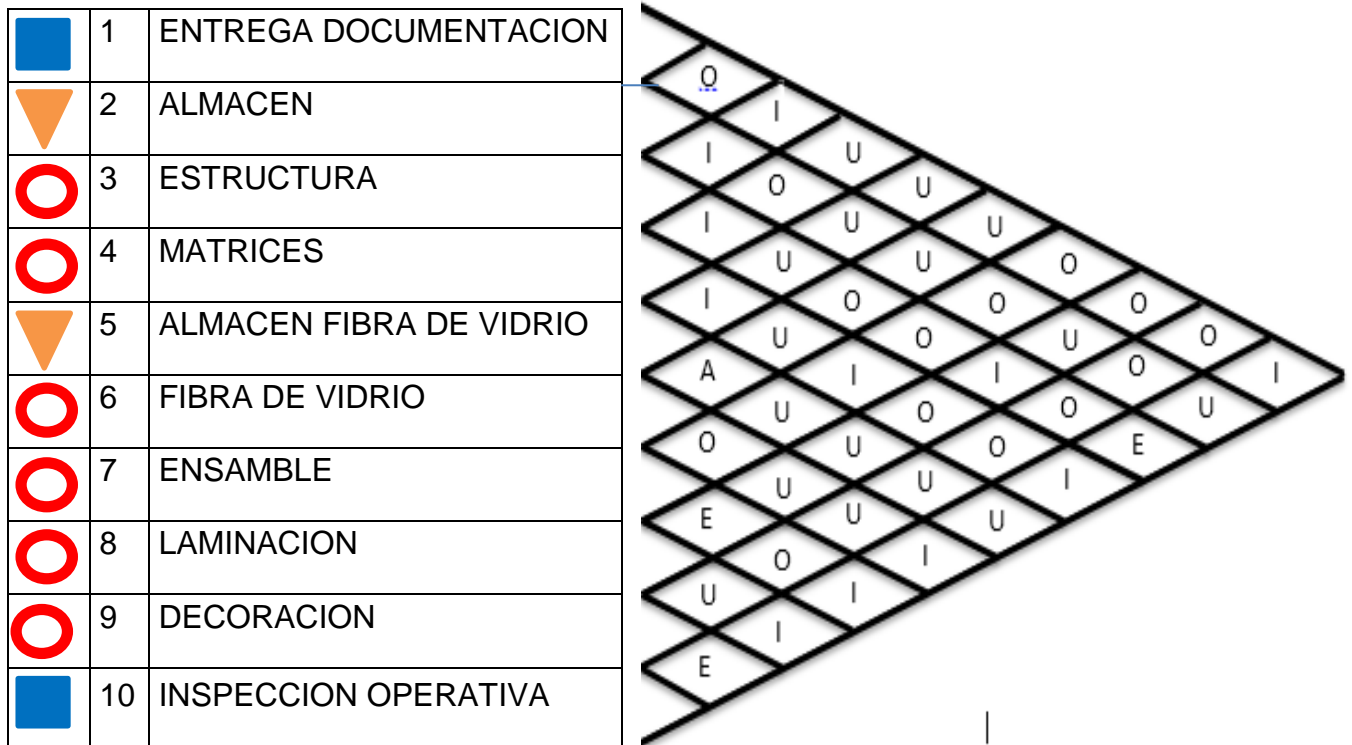 1 ENTREGA DOCUMENTACION
2 ALMACEN
3 ESTRUCTURA
4 MATRICES
5 ALMACEN FIBRA DE VIDRIO
6 FIBRA DE VIDRIO
7 ENSAMBLE
8 LAMINACION
9 DECORACION
10 INSPECCION OPERATIVA
O
I
I U
O U
I U U
U U O
I O O O
U O U O
A I I O I
U O O U
O U O E
U U I
E U U
O I
U I
I
E